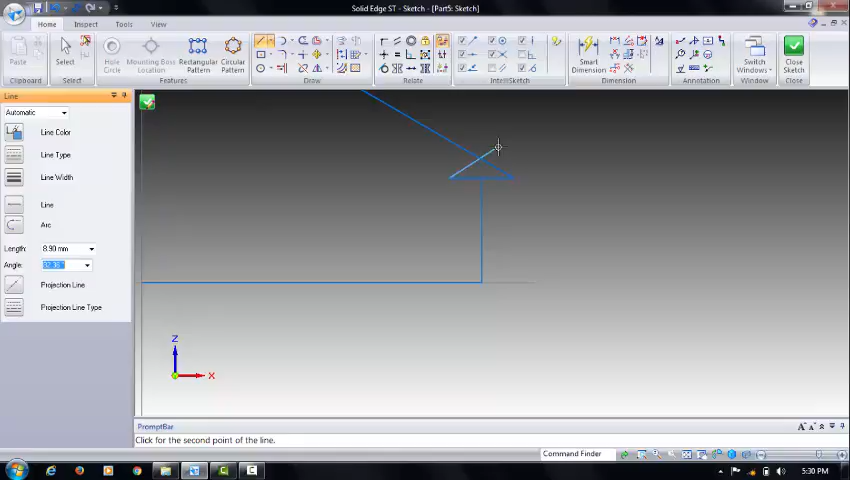 Solid Edge ST - Sketch - [Part5: Sketch]
Home Inspect Tools View
Paste
Select
Hole Circle
Mounting Boss Location
Rectangular Pattern
Circular Pattern
Smart Dimension
Switch Windows
Close Sketch
Clipboard Select Features Draw Relate IntelliSketch Dimension Annotation Window Close
Line
Automatic
Line Color
Line Type
Line Width
Line
Arc
Length: 8.90 mm
Angle:
Projection Line
Projection Line Type
Z
X
PromptBar
Click for the second point of the line.
Command Finder
5:30 PM